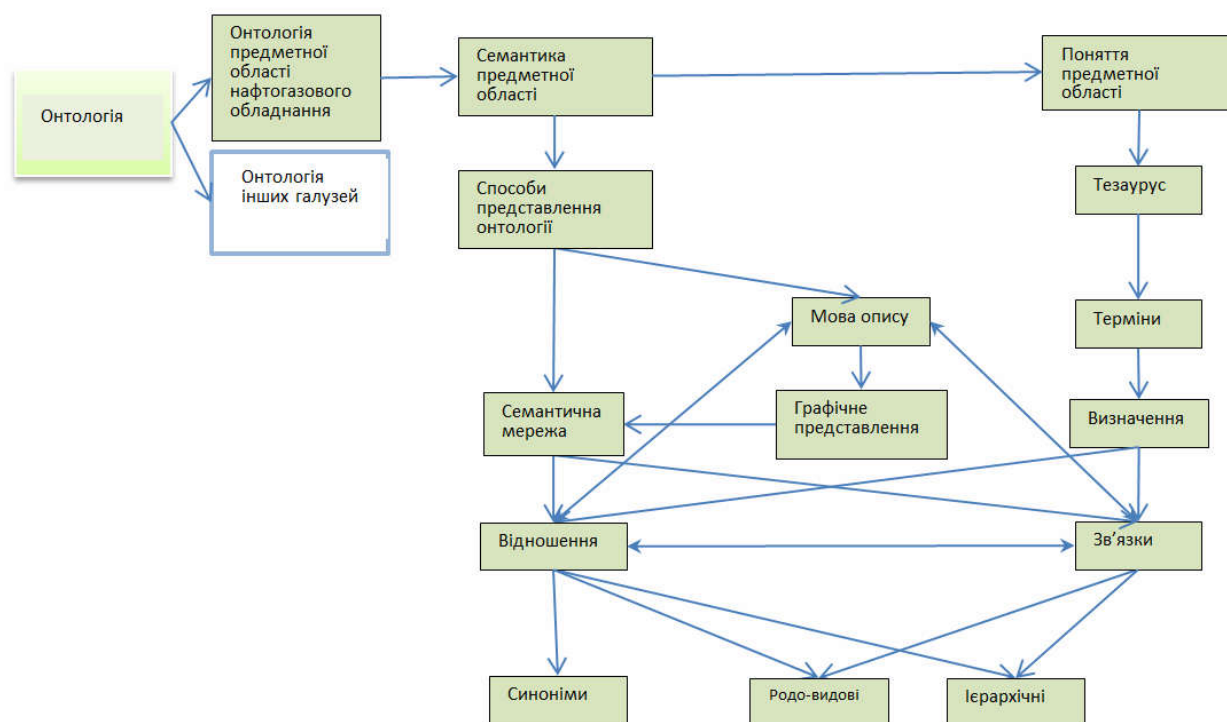 Онтологія
Онтологія
предметної
області
нафтогазового
обладнання
Семантика
предметної
області
Поняття
предметної
області
Онтологія
інших галузей
Способи
представлення
онтології
Тезаурус
Мова опису
Терміни
Семантична
мережа
Графічне
представлення
Визначення
Відношення
Зв’язки
Синоніми
Родо-видові
Ієрархічні